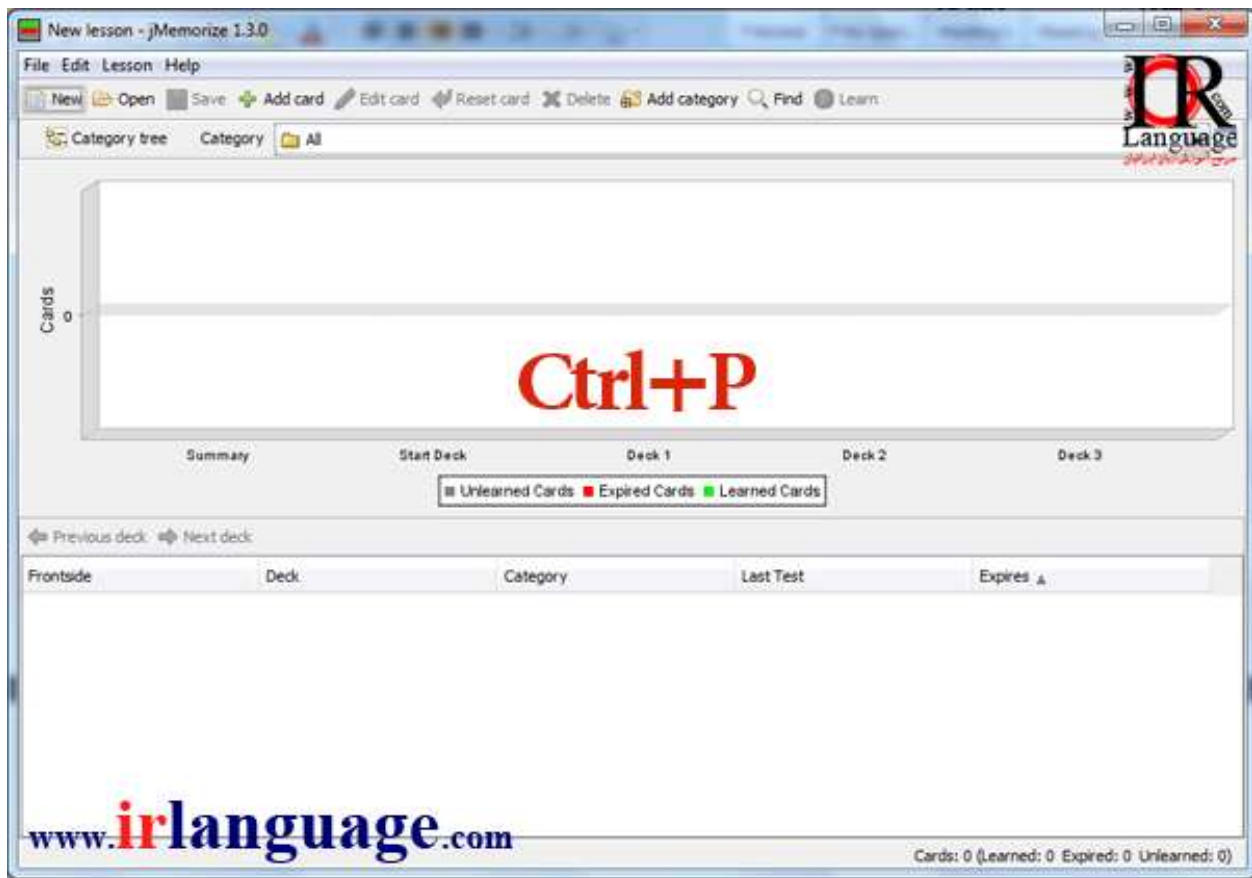 New lesson - jMemorize 1.3.0
File Edit Lesson Help
New Open Save Add card Edit card Reset card Delete Add category Find Learn
IR
.com
Language
Category tree Category All
Cards
0
Ctrl+P
Summary Start Deck Deck 1 Deck 2 Deck 3
Unlearned Cards Expired Cards Learned Cards
Previous deck Next deck
Frontside Deck Category Last Test Expires
www.irlanguage.com
Cards: 0 (Learned: 0 Expired: 0 Unlearned: 0)